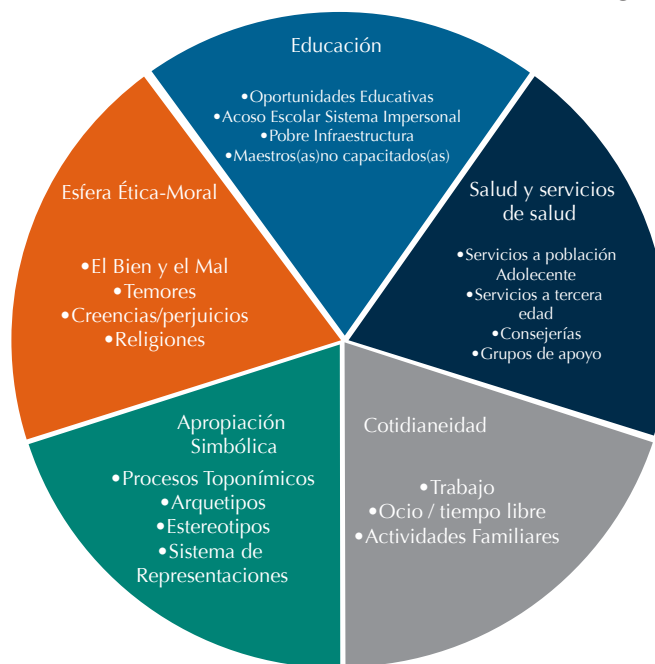 Educación
•Oportunidades Educativas
•Acoso Escolar Sistema Impersonal
•Pobre Infraestructura
•Maestros(as)no capacitados(as)
Salud y servicios
de salud
•Servicios a población
Adolecente
•Servicios a tercera
edad
•Consejerías
•Grupos de apoyo
Esfera Ética-Moral
•El Bien y el Mal
•Temores
•Creencias/perjuicios
•Religiones
Apropiación
Simbólica
•Procesos Toponímicos
•Arquetipos
•Estereotipos
•Sistema de
Representaciones
Cotidianeidad
•Trabajo
•Ocio / tiempo libre
•Actividades Familiares